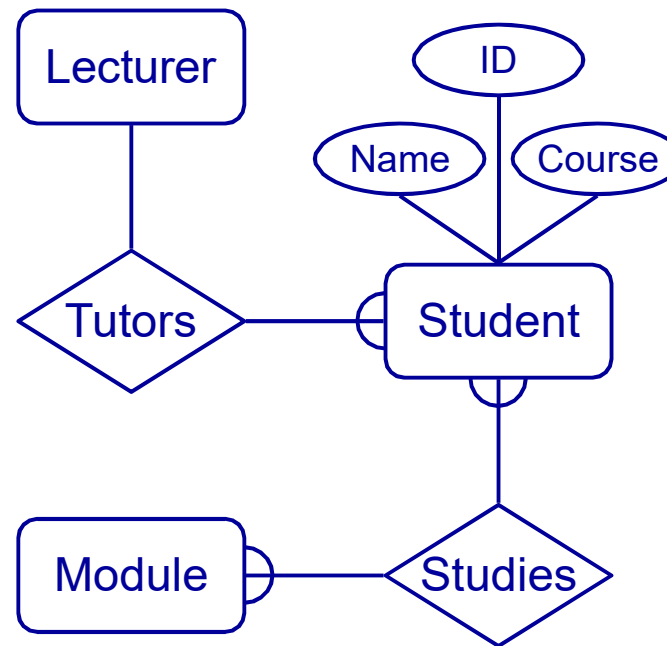 Lecturer
ID
Name
Course
Tutors
Student
Module
Studies